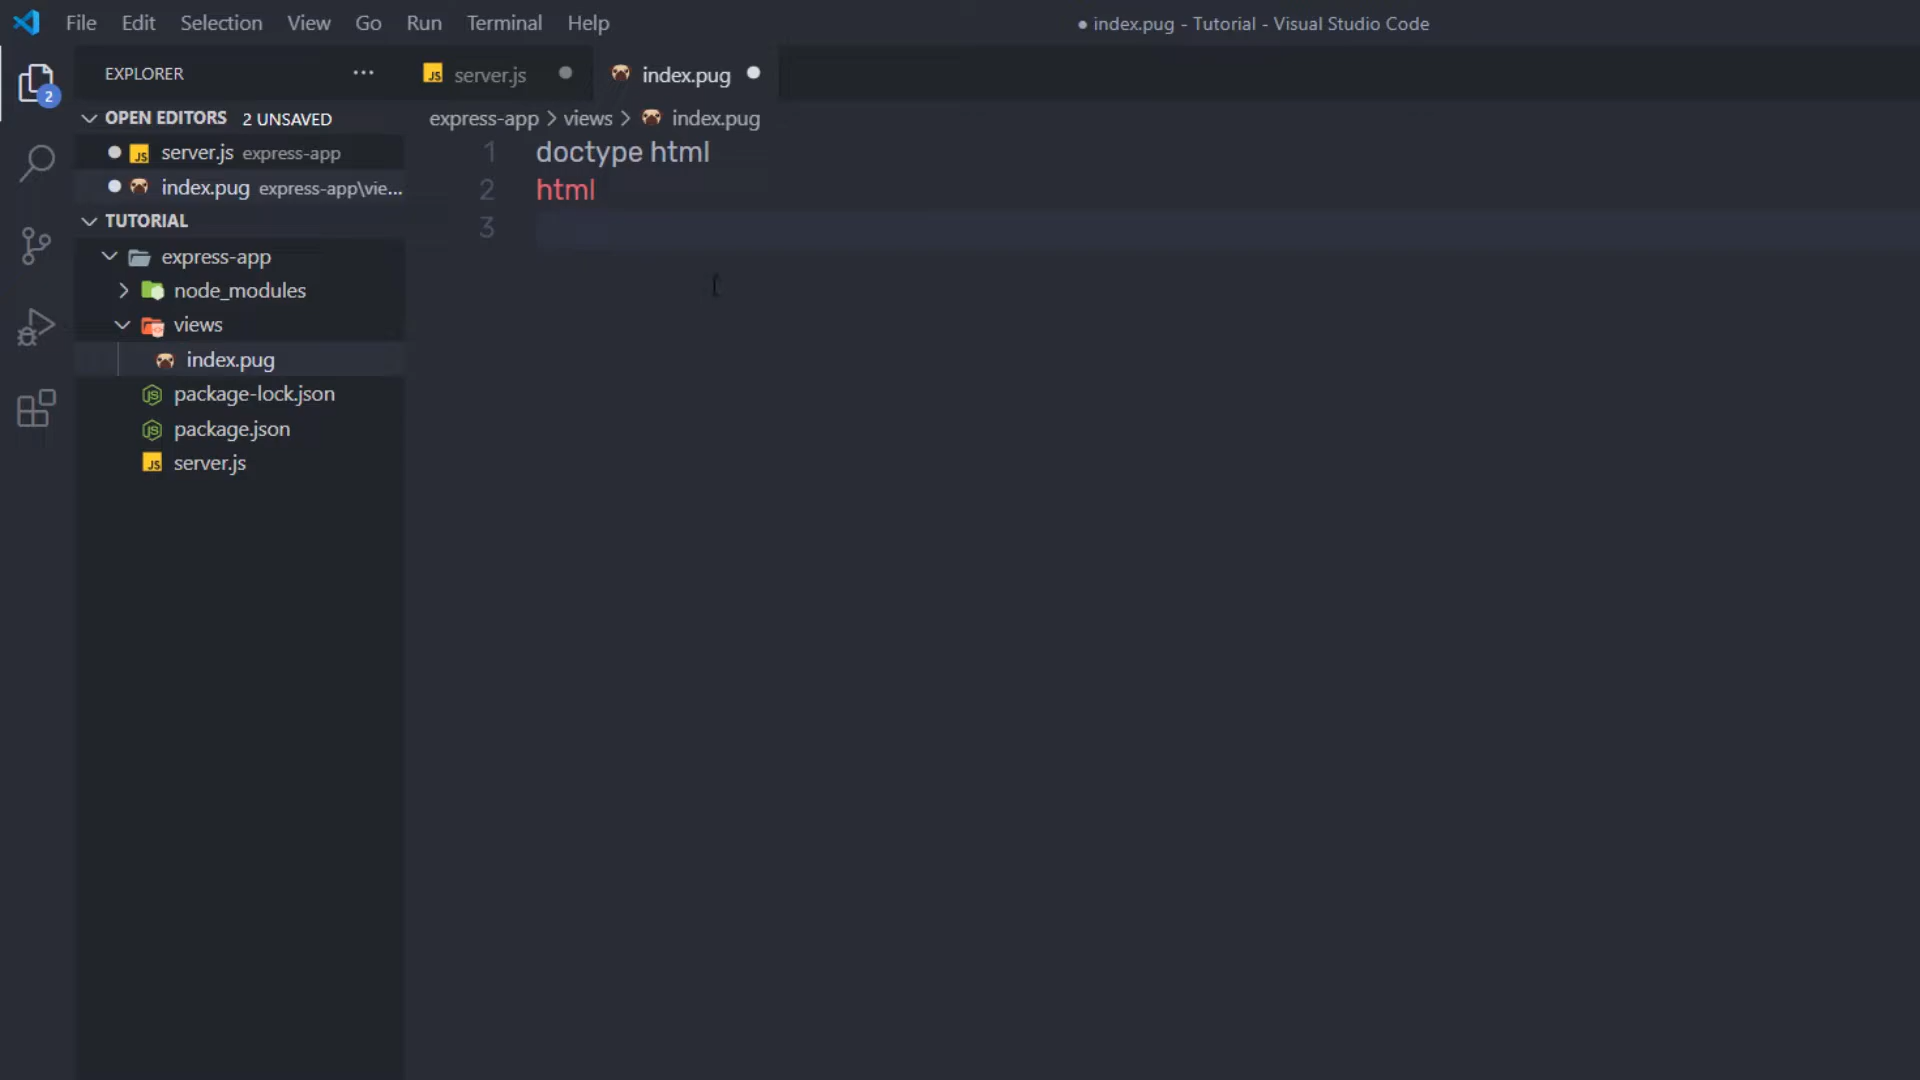 File Edit Selection View Go Run Terminal Help
● index.pug - Tutorial - Visual Studio Code
2
EXPLORER ···
OPEN EDITORS 2 UNSAVED
JS server.js express-app
index.pug express-app\vie...
TUTORIAL
express-app
node_modules
views
index.pug
JS package-lock.json
JS package.json
JS server.js
JS server.js
index.pug
express-app > views > index.pug
1 doctype html
2 html
3